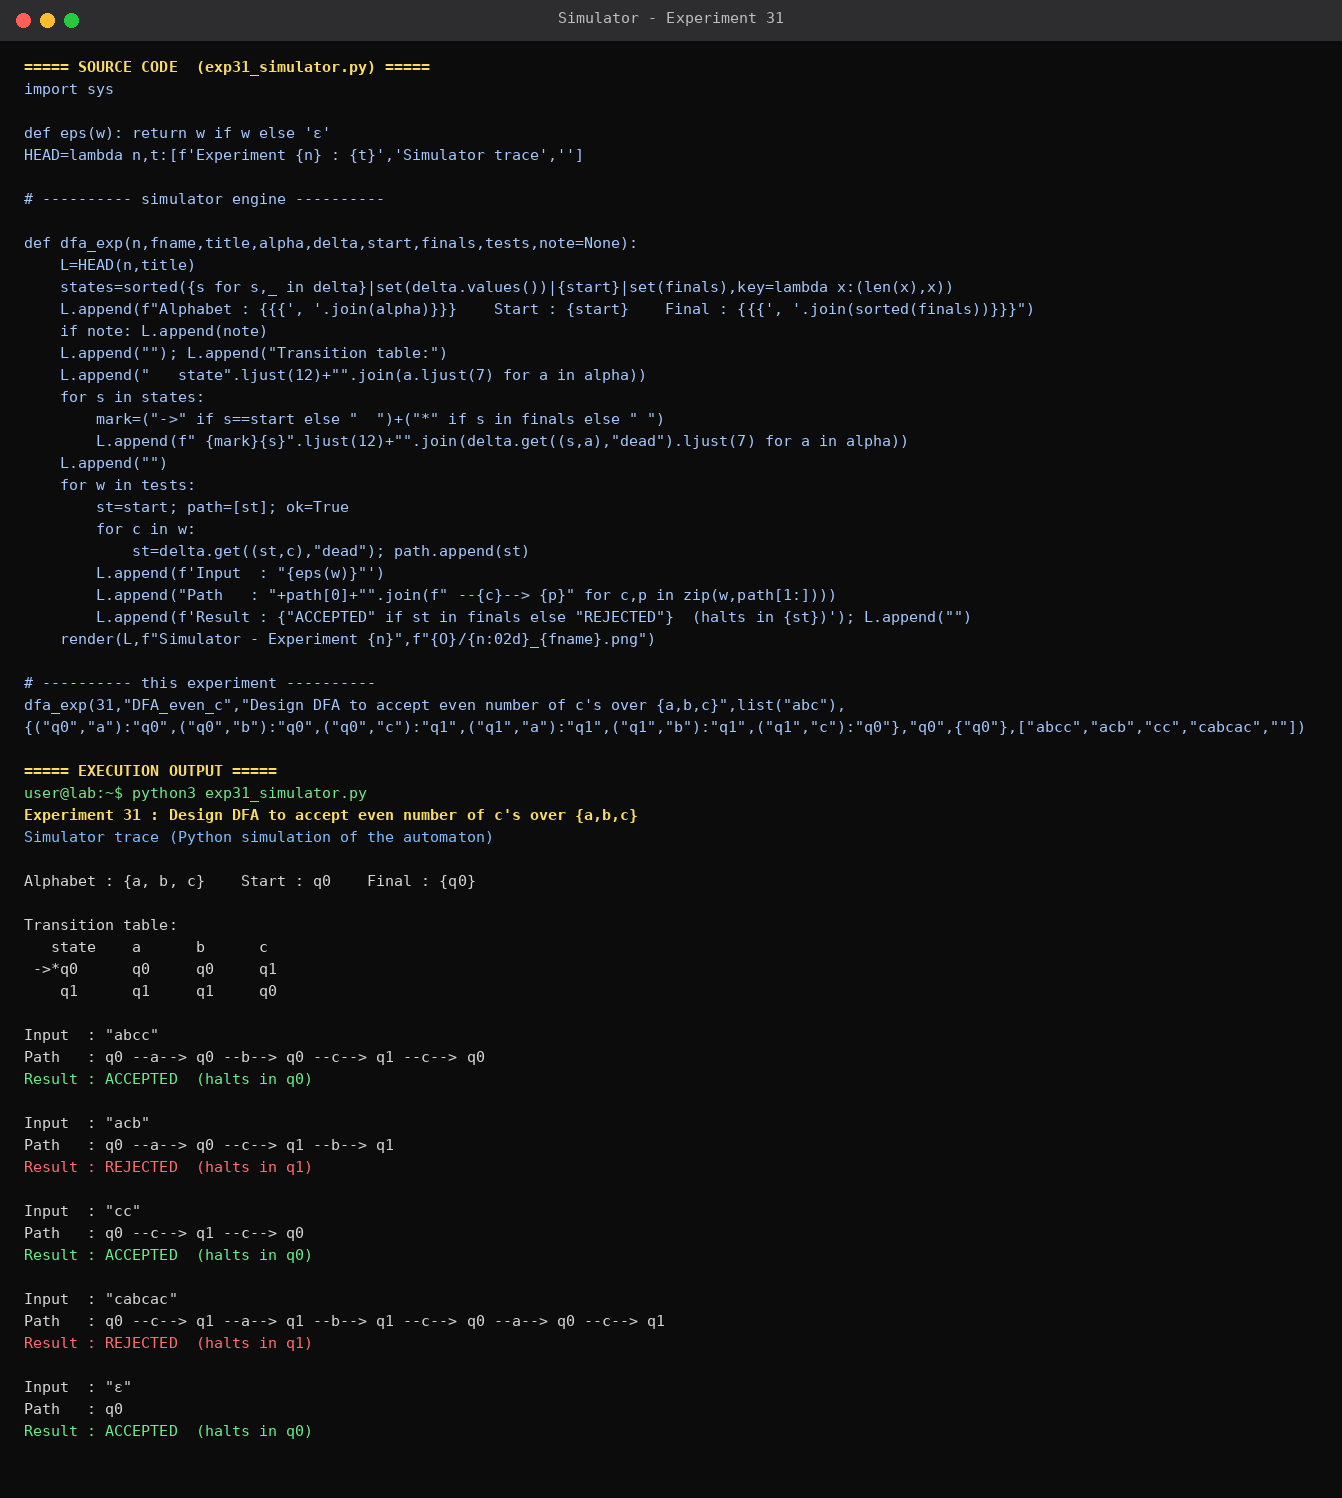 Simulator - Experiment 31
===== SOURCE CODE  (exp31_simulator.py) =====
import sys

def eps(w): return w if w else 'ε'
HEAD=lambda n,t:[f'Experiment {n} : {t}','Simulator trace','']

# ---------- simulator engine ----------

def dfa_exp(n,fname,title,alpha,delta,start,finals,tests,note=None):
    L=HEAD(n,title)
    states=sorted({s for s,_ in delta}|set(delta.values())|{start}|set(finals),key=lambda x:(len(x),x))
    L.append(f"Alphabet : {{{', '.join(alpha)}}}    Start : {start}    Final : {{{', '.join(sorted(finals))}}}")
    if note: L.append(note)
    L.append(""); L.append("Transition table:")
    L.append("   state".ljust(12)+"".join(a.ljust(7) for a in alpha))
    for s in states:
        mark=("->" if s==start else "  ")+("*" if s in finals else " ")
        L.append(f" {mark}{s}".ljust(12)+"".join(delta.get((s,a),"dead").ljust(7) for a in alpha))
    L.append("")
    for w in tests:
        st=start; path=[st]; ok=True
        for c in w:
            st=delta.get((st,c),"dead"); path.append(st)
        L.append(f'Input  : "{eps(w)}"')
        L.append("Path   : "+path[0]+"".join(f" --{c}--> {p}" for c,p in zip(w,path[1:])))
        L.append(f'Result : {"ACCEPTED" if st in finals else "REJECTED"}  (halts in {st})'); L.append("")
    render(L,f"Simulator - Experiment {n}",f"{O}/{n:02d}_{fname}.png")

# ---------- this experiment ----------
dfa_exp(31,"DFA_even_c","Design DFA to accept even number of c's over {a,b,c}",list("abc"),
{("q0","a"):"q0",("q0","b"):"q0",("q0","c"):"q1",("q1","a"):"q1",("q1","b"):"q1",("q1","c"):"q0"},"q0",{"q0"},["abcc","acb","cc","cabcac",""])

===== EXECUTION OUTPUT =====
user@lab:~$ python3 exp31_simulator.py
Experiment 31 : Design DFA to accept even number of c's over {a,b,c}
Simulator trace (Python simulation of the automaton)

Alphabet : {a, b, c}    Start : q0    Final : {q0}

Transition table:
   state    a      b      c
 ->*q0      q0     q0     q1
    q1      q1     q1     q0

Input  : "abcc"
Path   : q0 --a--> q0 --b--> q0 --c--> q1 --c--> q0
Result : ACCEPTED  (halts in q0)

Input  : "acb"
Path   : q0 --a--> q0 --c--> q1 --b--> q1
Result : REJECTED  (halts in q1)

Input  : "cc"
Path   : q0 --c--> q1 --c--> q0
Result : ACCEPTED  (halts in q0)

Input  : "cabcac"
Path   : q0 --c--> q1 --a--> q1 --b--> q1 --c--> q0 --a--> q0 --c--> q1
Result : REJECTED  (halts in q1)

Input  : "ε"
Path   : q0
Result : ACCEPTED  (halts in q0)